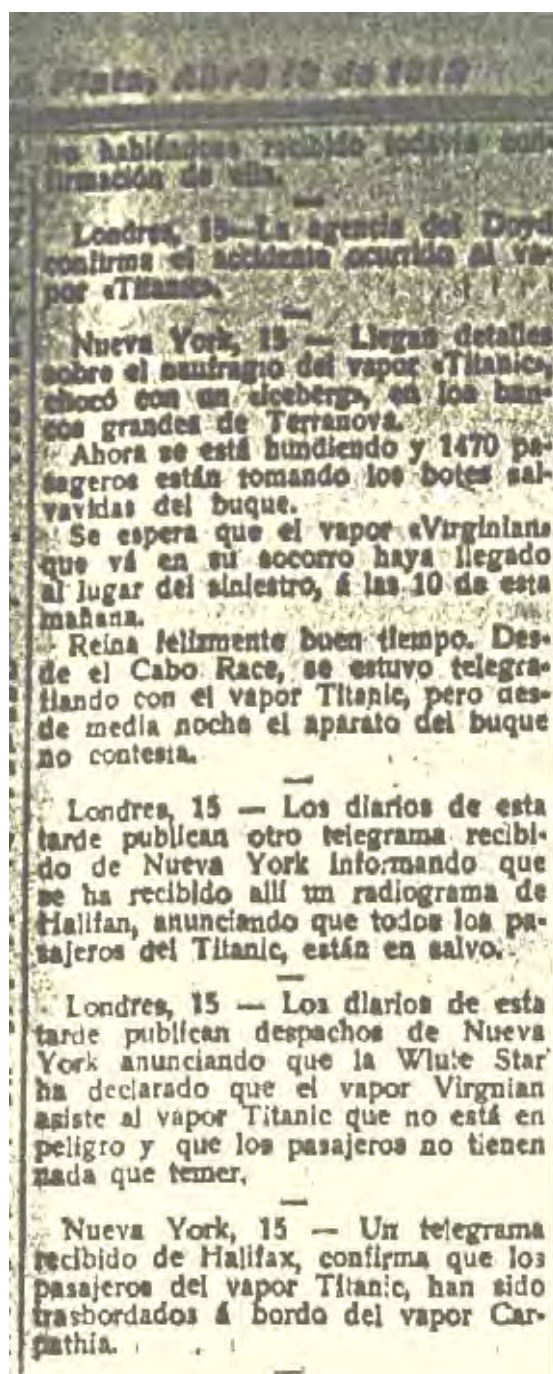 Plata, Abril 16 de 1912
no habiéndose recibido todavía con-
firmación de ella.
Londres, 15—La agencia del Doyd
confirma el accidente ocurrido al va-
por «Titanic».
Nueva York, 15 — Llegan detalles
sobre el naufragio del vapor «Titanic»,
chocó con un «iceberg», en los ban-
cos grandes de Terranova.
Ahora se está hundiendo y 1470 pa-
sageros están tomando los botes sal-
vavidas del buque.
Se espera que el vapor «Virginian»
que vá en su socorro haya llegado
al lugar del siniestro, á las 10 de esta
mañana.
Reina felizmente buen tiempo. Des-
de el Cabo Race, se estuvo telegra-
fiando con el vapor Titanic, pero des-
de media noche el aparato del buque
no contesta.
Londres, 15 — Los diarios de esta
tarde publican otro telegrama recibi-
do de Nueva York informando que
se ha recibido allí un radiograma de
Halifan, anunciando que todos los pa-
sajeros del Titanic, están en salvo.
Londres, 15 — Los diarios de esta
tarde publican despachos de Nueva
York anunciando que la Wlute Star
ha declarado que el vapor Virgnian
asiste al vapor Titanic que no está en
peligro y que los pasajeros no tienen
nada que temer.
Nueva York, 15 — Un telegrama
recibido de Halifax, confirma que los
pasajeros del vapor Titanic, han sido
trasbordados á bordo del vapor Car-
pathia.